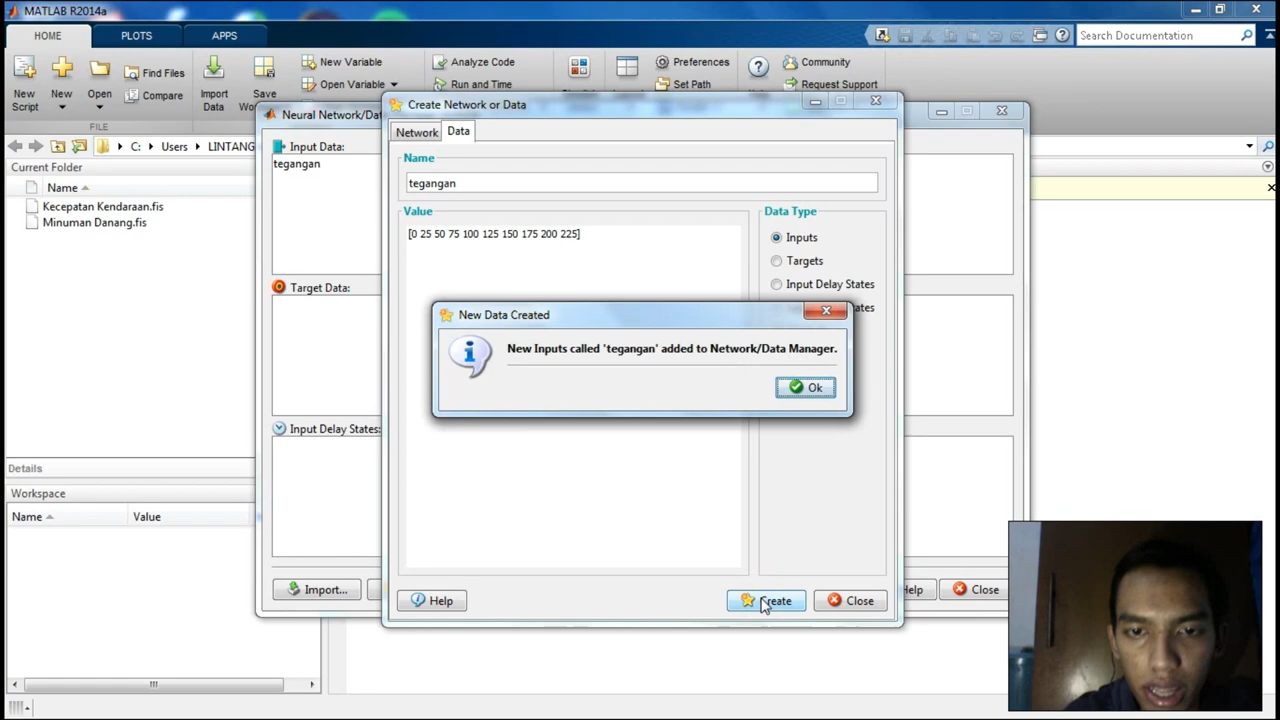 MATLAB R2014a
HOME PLOTS APPS
Search Documentation
New Script
New
Open
Find Files
Compare
Import Data
Save
New Variable
Open Variable
Analyze Code
Run and Time
Preferences
Set Path
?
Community
Request Support
FILE
C: Users LINTANG
Current Folder
Name
Kecepatan Kendaraan.fis
Minuman Danang.fis
Details
Workspace
Name Value
Neural Network/Da
Input Data:
tegangan
Target Data:
Input Delay States:
Import...
Help
Close
Create Network or Data
Network Data
Name
tegangan
Value
[0 25 50 75 100 125 150 175 200 225]
Data Type
Inputs
Targets
Input Delay States
Help
Create
Close
New Data Created
New Inputs called 'tegangan' added to Network/Data Manager.
Ok